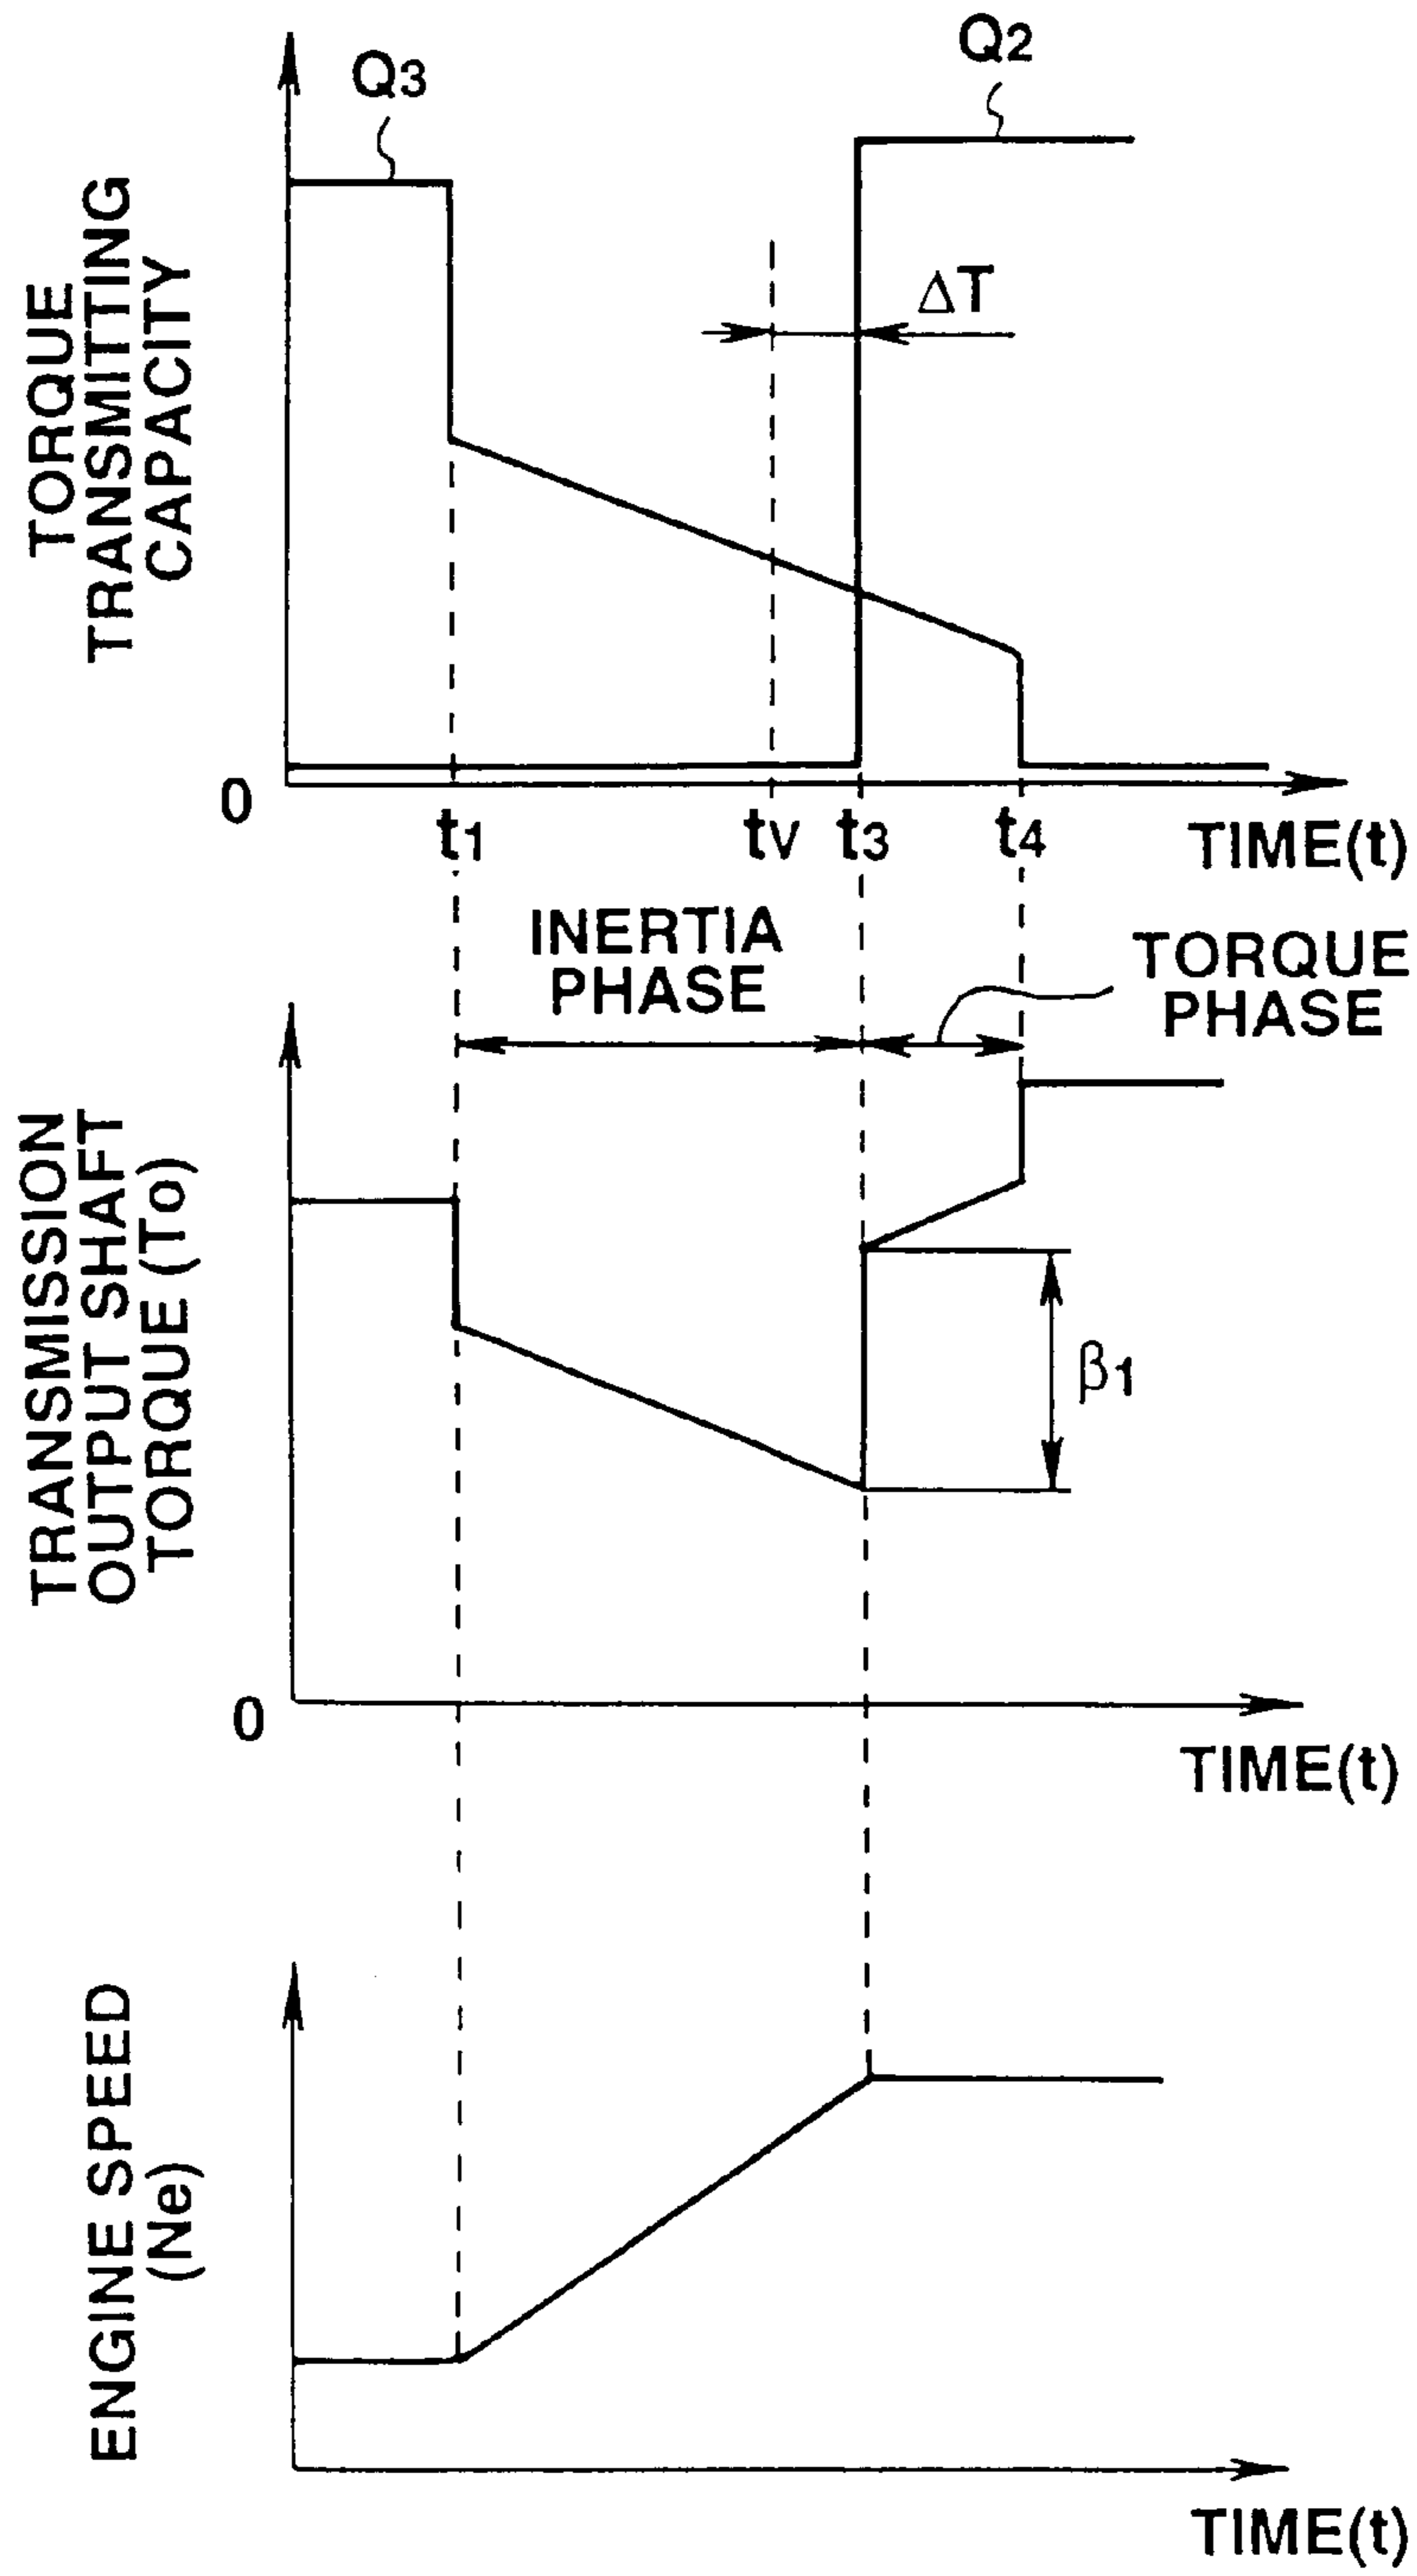 Q3
Q2
TORQUE
TRANSMITTING
CAPACITY
ΔT
0
t1
tV
t3
t4
TIME(t)
INERTIA
PHASE
TORQUE
PHASE
TRANSMISSION
OUTPUT SHAFT
TORQUE (To)
β1
0
TIME(t)
ENGINE SPEED
(Ne)
TIME(t)